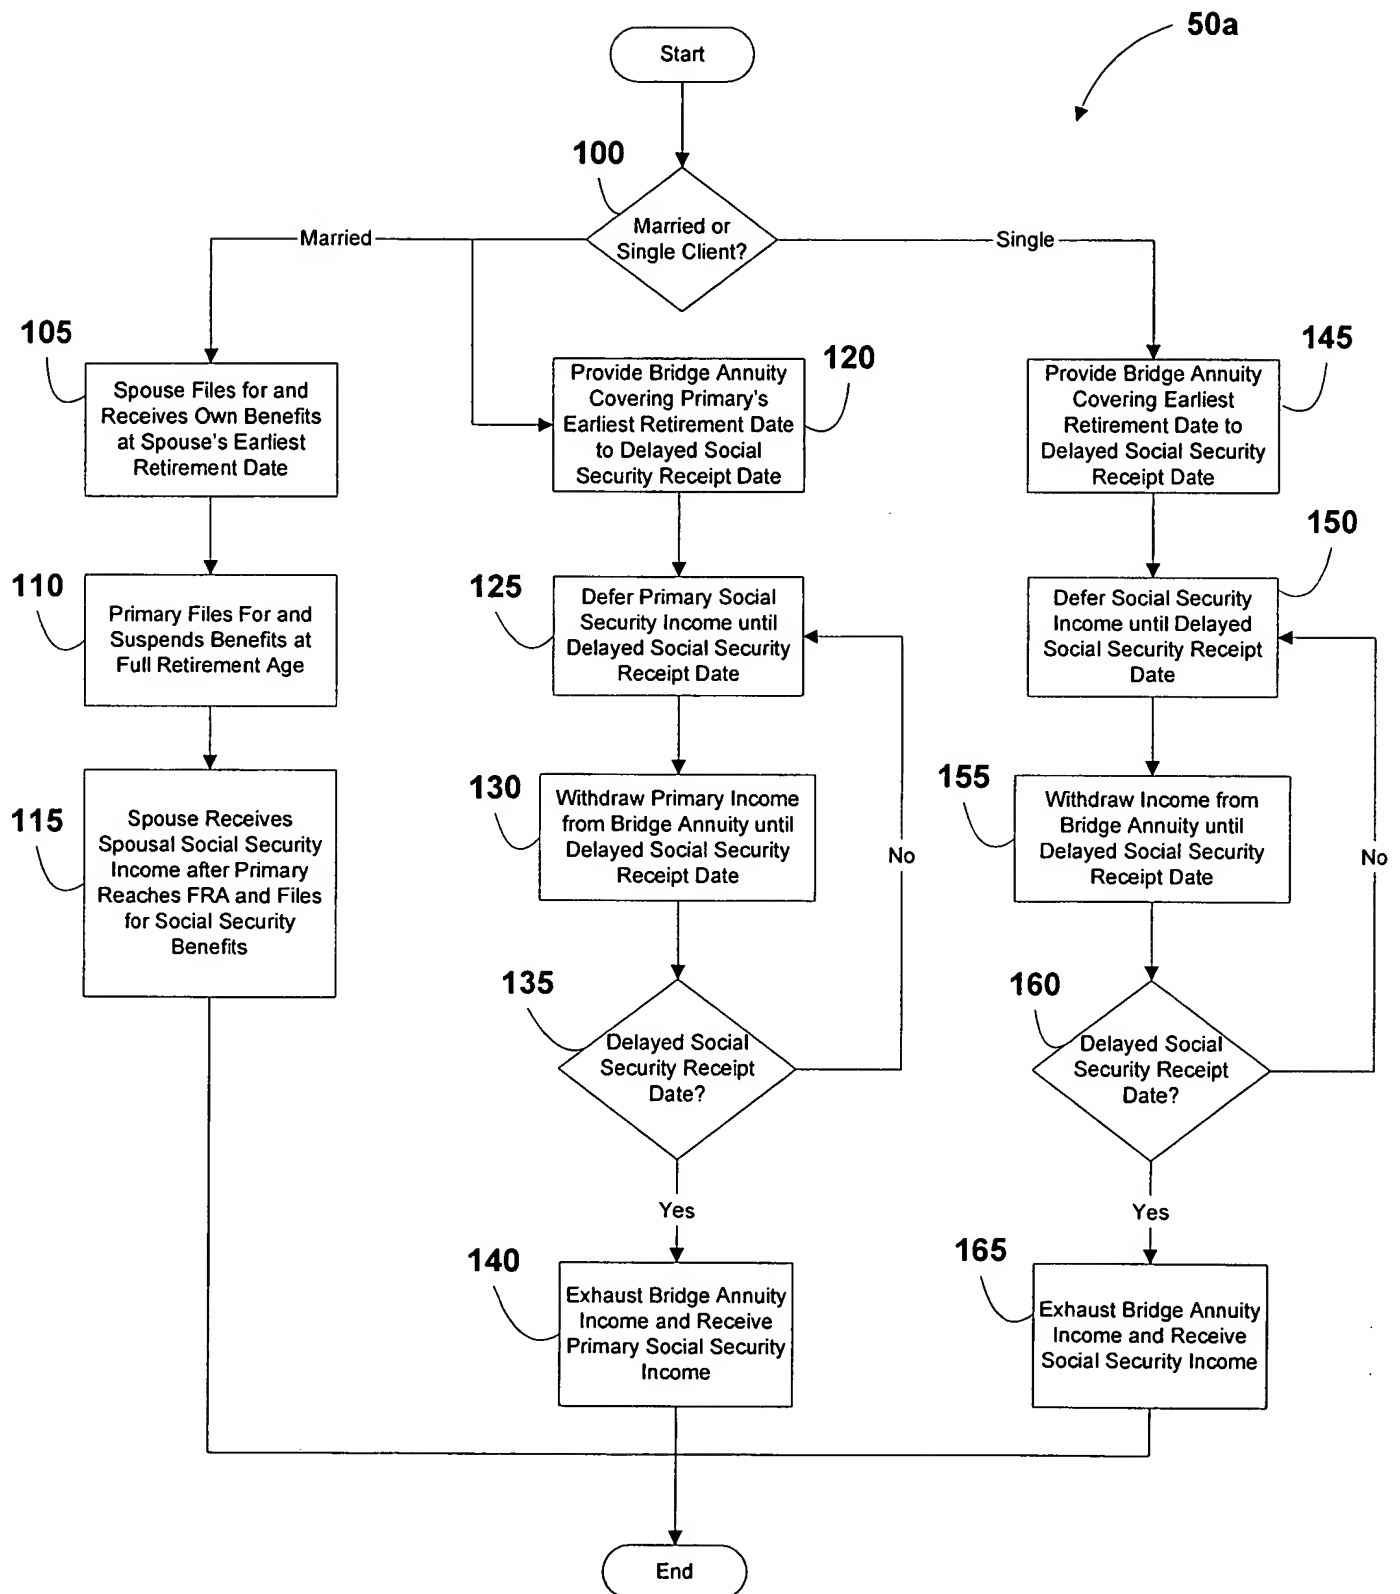 50a
Start
100
Married or
Single Client?
Married
Single
105
Spouse Files for and
Receives Own Benefits
at Spouse's Earliest
Retirement Date
120
Provide Bridge Annuity
Covering Primary's
Earliest Retirement Date
to Delayed Social
Security Receipt Date
145
Provide Bridge Annuity
Covering Earliest
Retirement Date to
Delayed Social Security
Receipt Date
110
Primary Files For and
Suspends Benefits at
Full Retirement Age
125
Defer Primary Social
Security Income until
Delayed Social Security
Receipt Date
150
Defer Social Security
Income until Delayed
Social Security Receipt
Date
115
Spouse Receives
Spousal Social Security
Income after Primary
Reaches FRA and Files
for Social Security
Benefits
130
Withdraw Primary Income
from Bridge Annuity until
Delayed Social Security
Receipt Date
No
155
Withdraw Income from
Bridge Annuity until
Delayed Social Security
Receipt Date
No
135
Delayed Social
Security Receipt
Date?
160
Delayed Social
Security Receipt
Date?
Yes
Yes
140
Exhaust Bridge Annuity
Income and Receive
Primary Social Security
Income
165
Exhaust Bridge Annuity
Income and Receive
Social Security Income
End